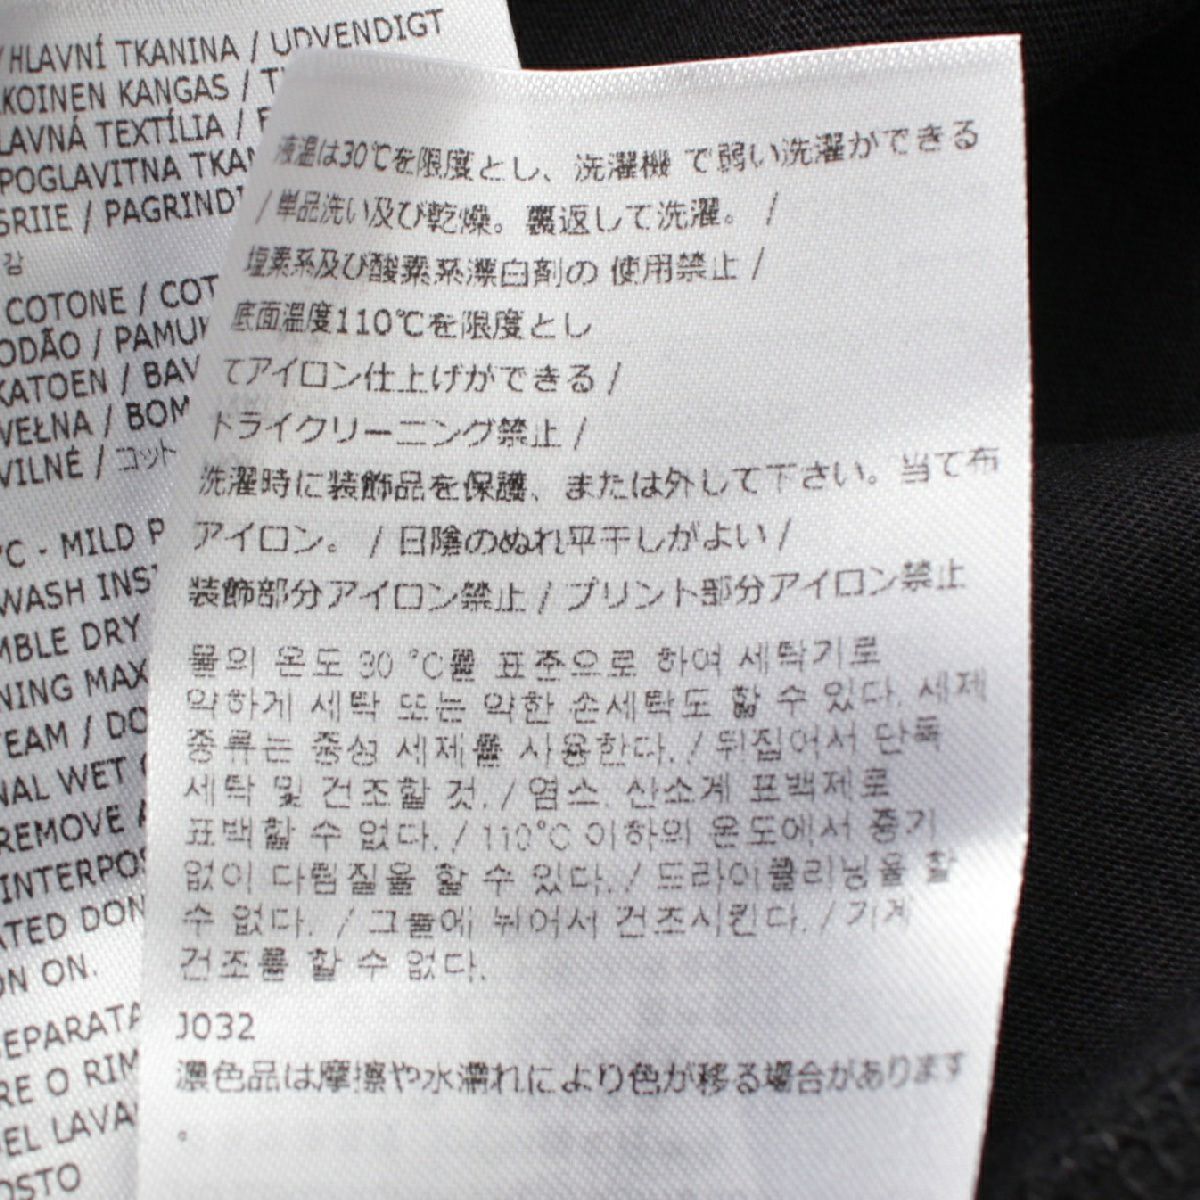 / HLAVNÍ TKANINA / UDVENDIGT
KOINEN KANGAS /
LAVNÁ TEXTÍLIA /
POGLAVITNA
SRIIE /
감
COTONE /
ODÃO /
KATOEN /
VEŁNA /
VILNĖ / コット
°C - MILD
WASH
MBLE DRY
NING MAX
TEAM /
NAL WET
REMOVE

ATED
ON ON.
EPARATA
RE O
DEL
OSTO
液温は30℃を限度とし、洗濯機 で弱い洗濯ができる
/ 単品洗い及び乾燥。裏返して洗濯。 /
塩素系及び酸素系漂白剤の 使用禁止 /
底面温度110℃を限度とし
てアイロン仕上げができる /
ドライクリーニング禁止 /
洗濯時に装飾品を保護、または外して下さい。当て布
アイロン。 / 日陰のぬれ平干しがよい /
装飾部分アイロン禁止 / プリント部分アイロン禁止
물의 온도 30 °C를 표준으로 하여 세탁기로
약하게 세탁 또는 약한 손세탁도 할 수 있다. 세제
종류는 중성 세제를 사용한다. / 뒤집어서 단독
세탁 및 건조할 것. / 염소. 산소계 표백제로
표백할 수 없다. / 110°C 이하의 온도에서 증기
없이 다림질을 할 수 있다. / 드라이클리닝을 할
수 없다. / 그늘에 뉘어서 건조시킨다. / 기계
건조를 할 수 없다.
J032
濃色品は摩擦や水濡れにより色が移る場合があります
。